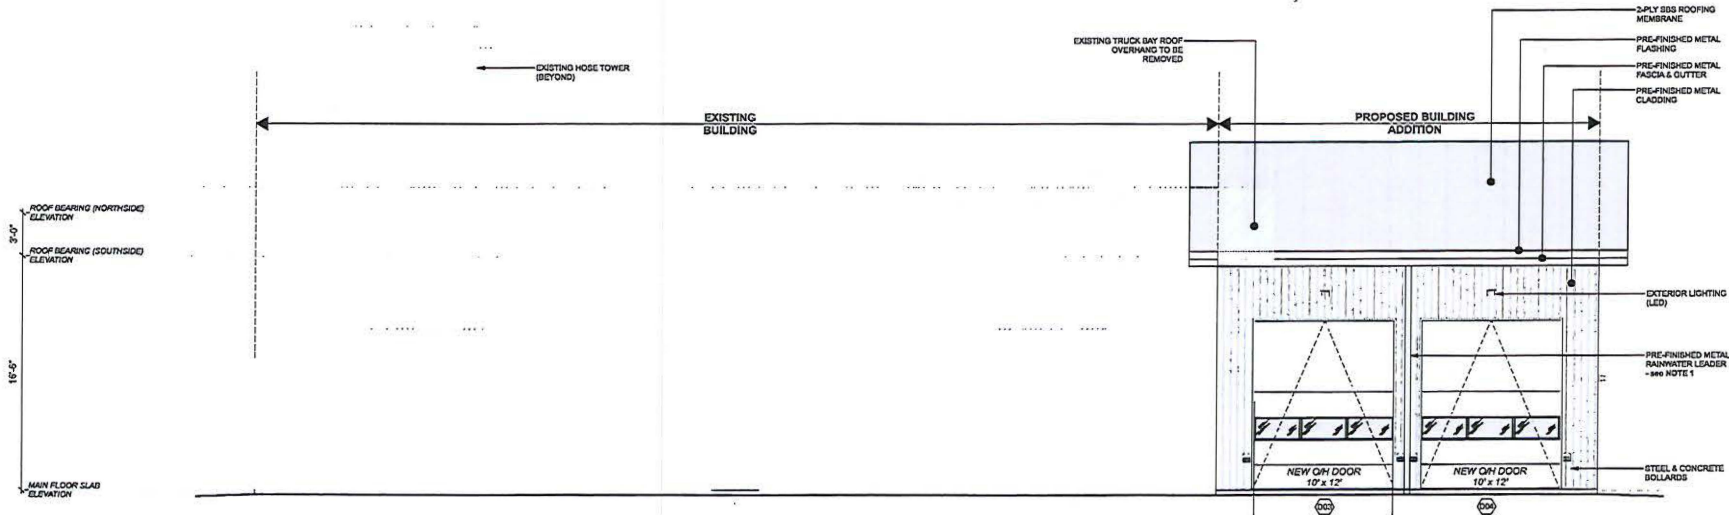 2-PLY SBS ROOFING
MEMBRANE
EXISTING TRUCK BAY ROOF
OVERHANG TO BE
REMOVED
PRE-FINISHED METAL
FLASHING
EXISTING HOSE TOWER
(BEYOND)
PRE-FINISHED METAL
FASCIA & GUTTER
PRE-FINISHED METAL
CLADDING
EXISTING
BUILDING
PROPOSED BUILDING
ADDITION
ROOF BEARING (NORTHSIDE)
ELEVATION
3'-0"
ROOF BEARING (SOUTHSIDE)
ELEVATION
EXTERIOR LIGHTING
(LED)
16'-6"
PRE-FINISHED METAL
RAINWATER LEADER
- see NOTE 1
NEW O/H DOOR
10' x 12'
NEW O/H DOOR
10' x 12'
STEEL & CONCRETE
BOLLARDS
MAIN FLOOR SLAB
ELEVATION
D03
D04